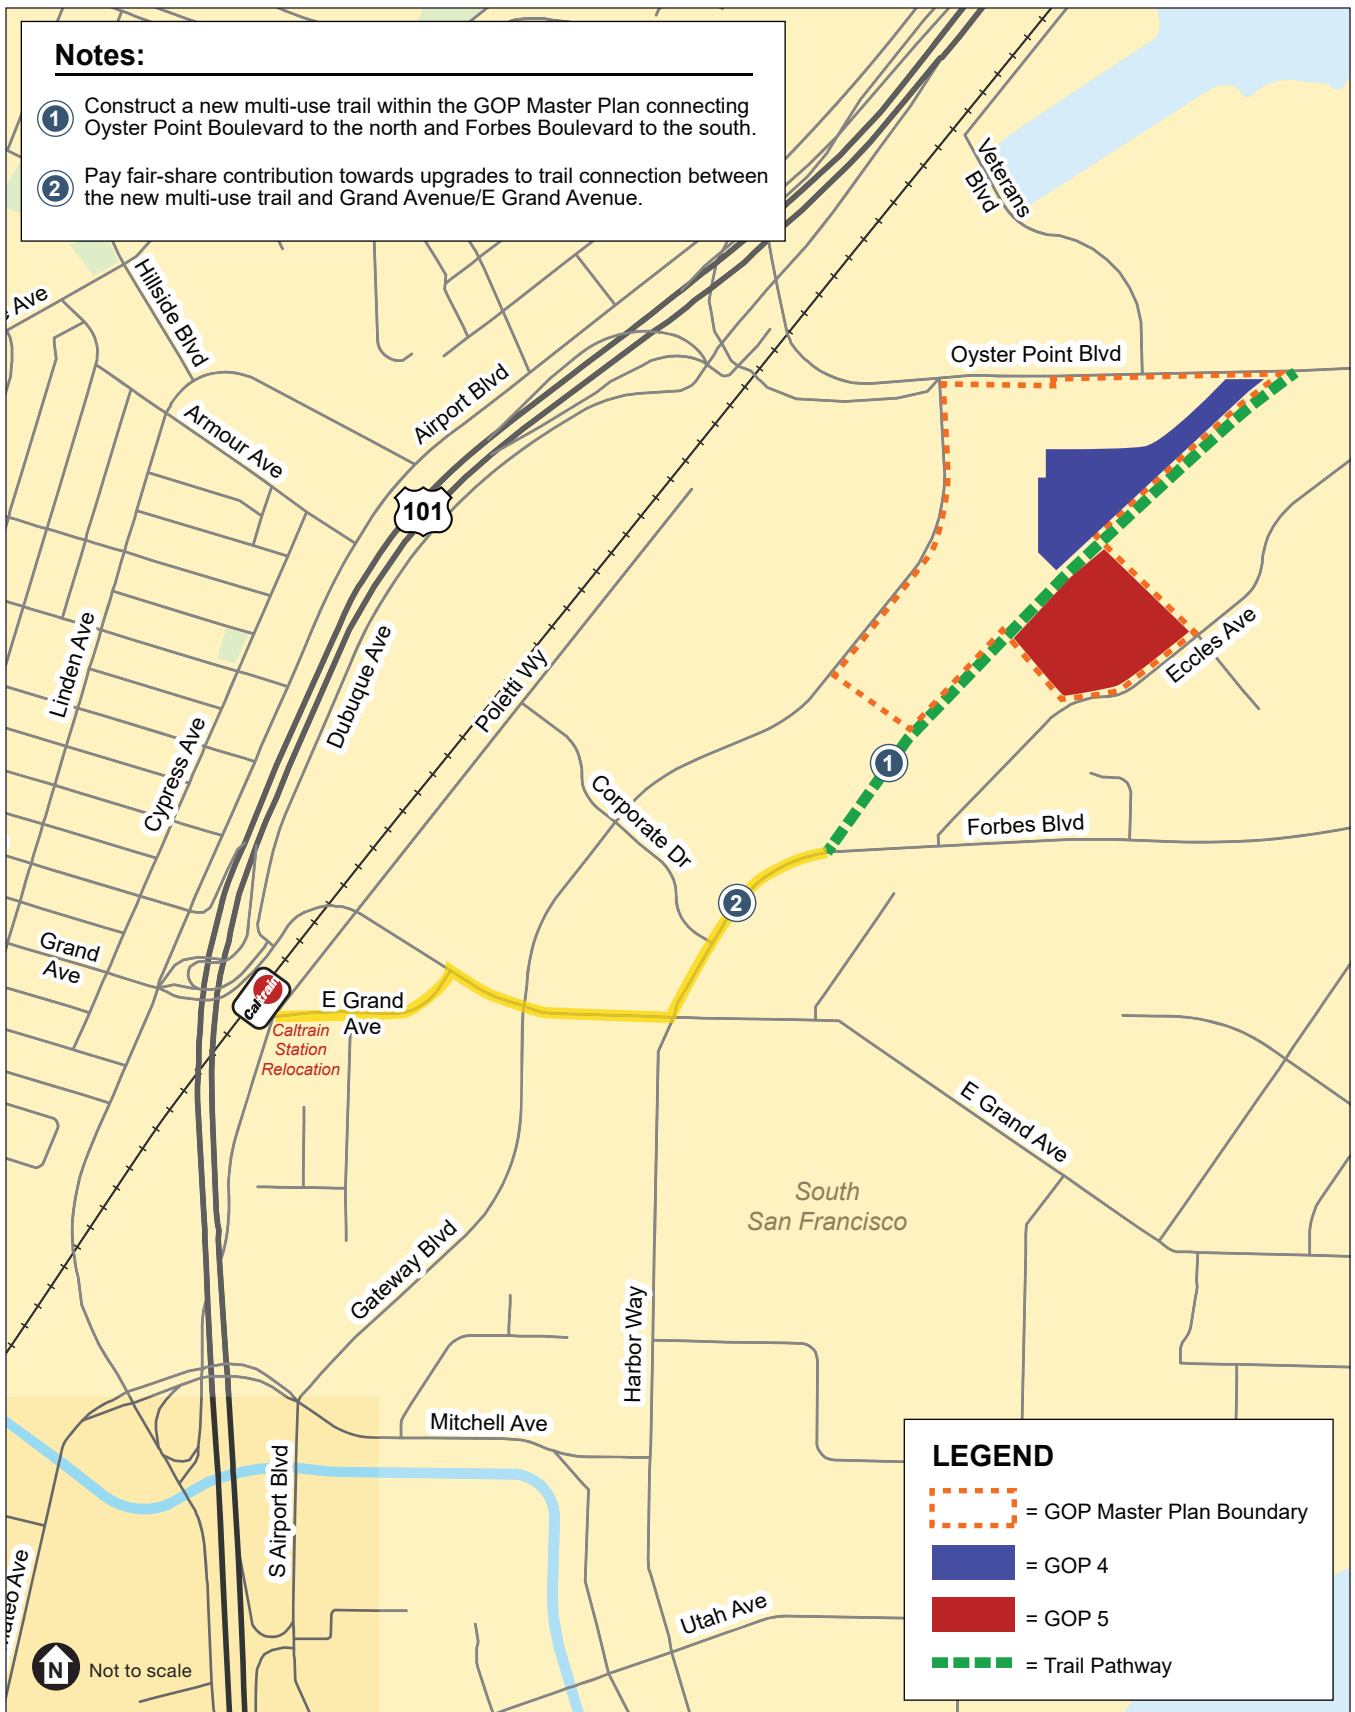 Notes:
1
Construct a new multi-use trail within the GOP Master Plan connecting
Oyster Point Boulevard to the north and Forbes Boulevard to the south.
2
Pay fair-share contribution towards upgrades to trail connection between
the new multi-use trail and Grand Avenue/E Grand Avenue.
Veterans
Blvd
Ave
Hillside Blvd
Oyster Point Blvd
Airport Blvd
Armour Ave
101
Linden Ave
Dubuque Ave
Poletti Wy
Eccles Ave
Cypress Ave
1
Corporate Dr
Forbes Blvd
2
Grand
Ave
Caltrain
E Grand
Ave
Caltrain
Station
Relocation
E Grand Ave
South
San Francisco
Gateway Blvd
Harbor Way
Mitchell Ave
S Airport Blvd
Utah Ave
Ave
N
Not to scale
LEGEND
= GOP Master Plan Boundary
= GOP 4
= GOP 5
= Trail Pathway